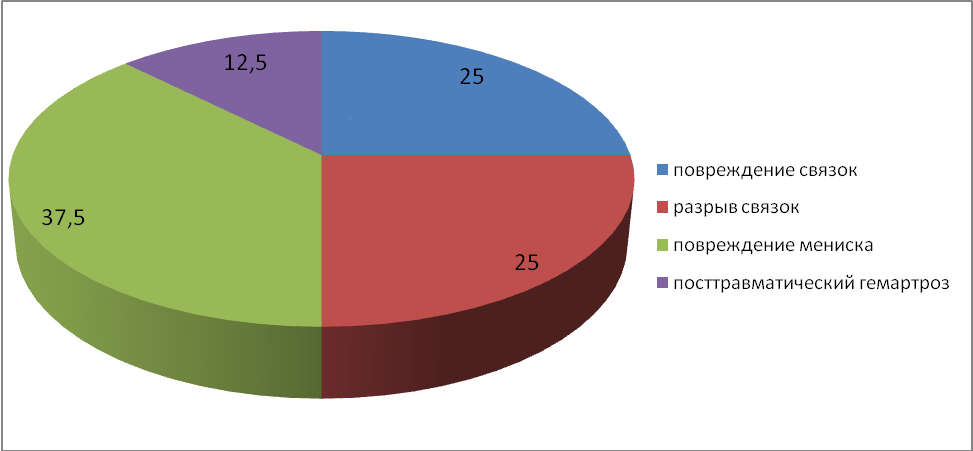 12,5
25
37,5
25
повреждение связок
разрыв связок
повреждение мениска
посттравматический гемартроз